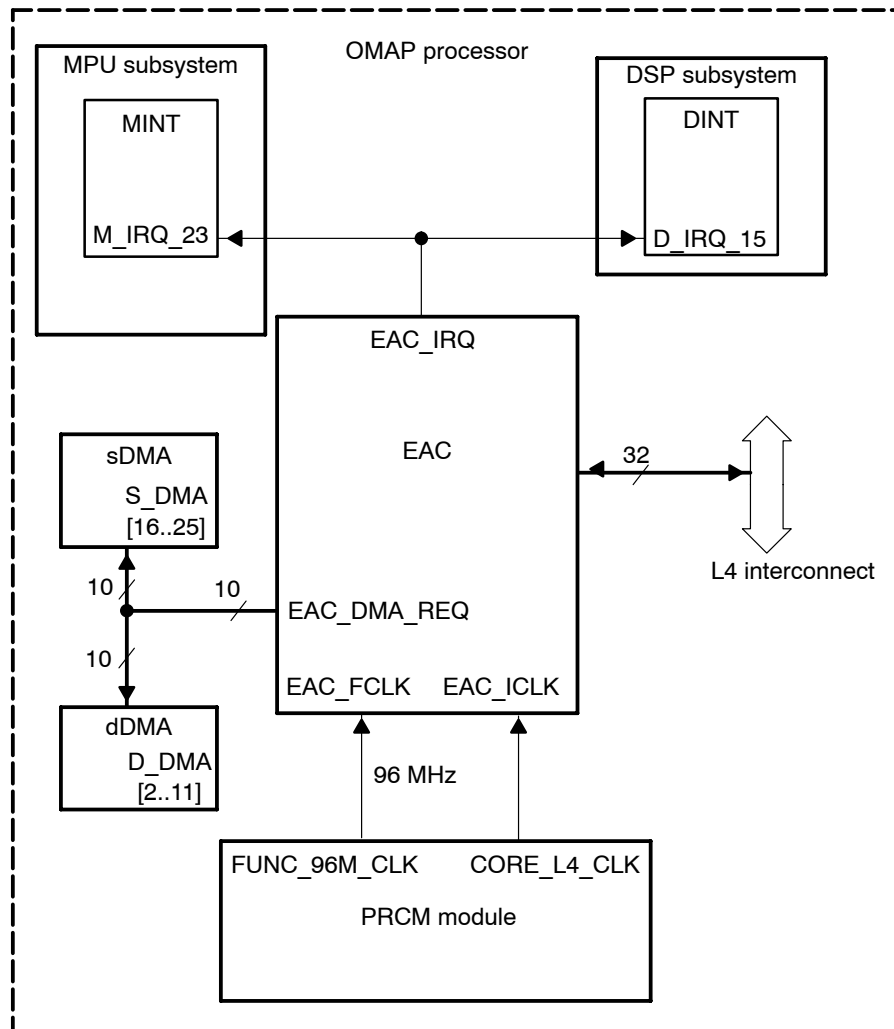 OMAP processor
MPU subsystem
MINT
M_IRQ_23
DSP subsystem
DINT
D_IRQ_15
EAC_IRQ
EAC
32
L4 interconnect
sDMA
S_DMA
[16..25]
10
10
EAC_DMA_REQ
10
dDMA
D_DMA
[2..11]
EAC_FCLK
EAC_ICLK
96 MHz
FUNC_96M_CLK
CORE_L4_CLK
PRCM module